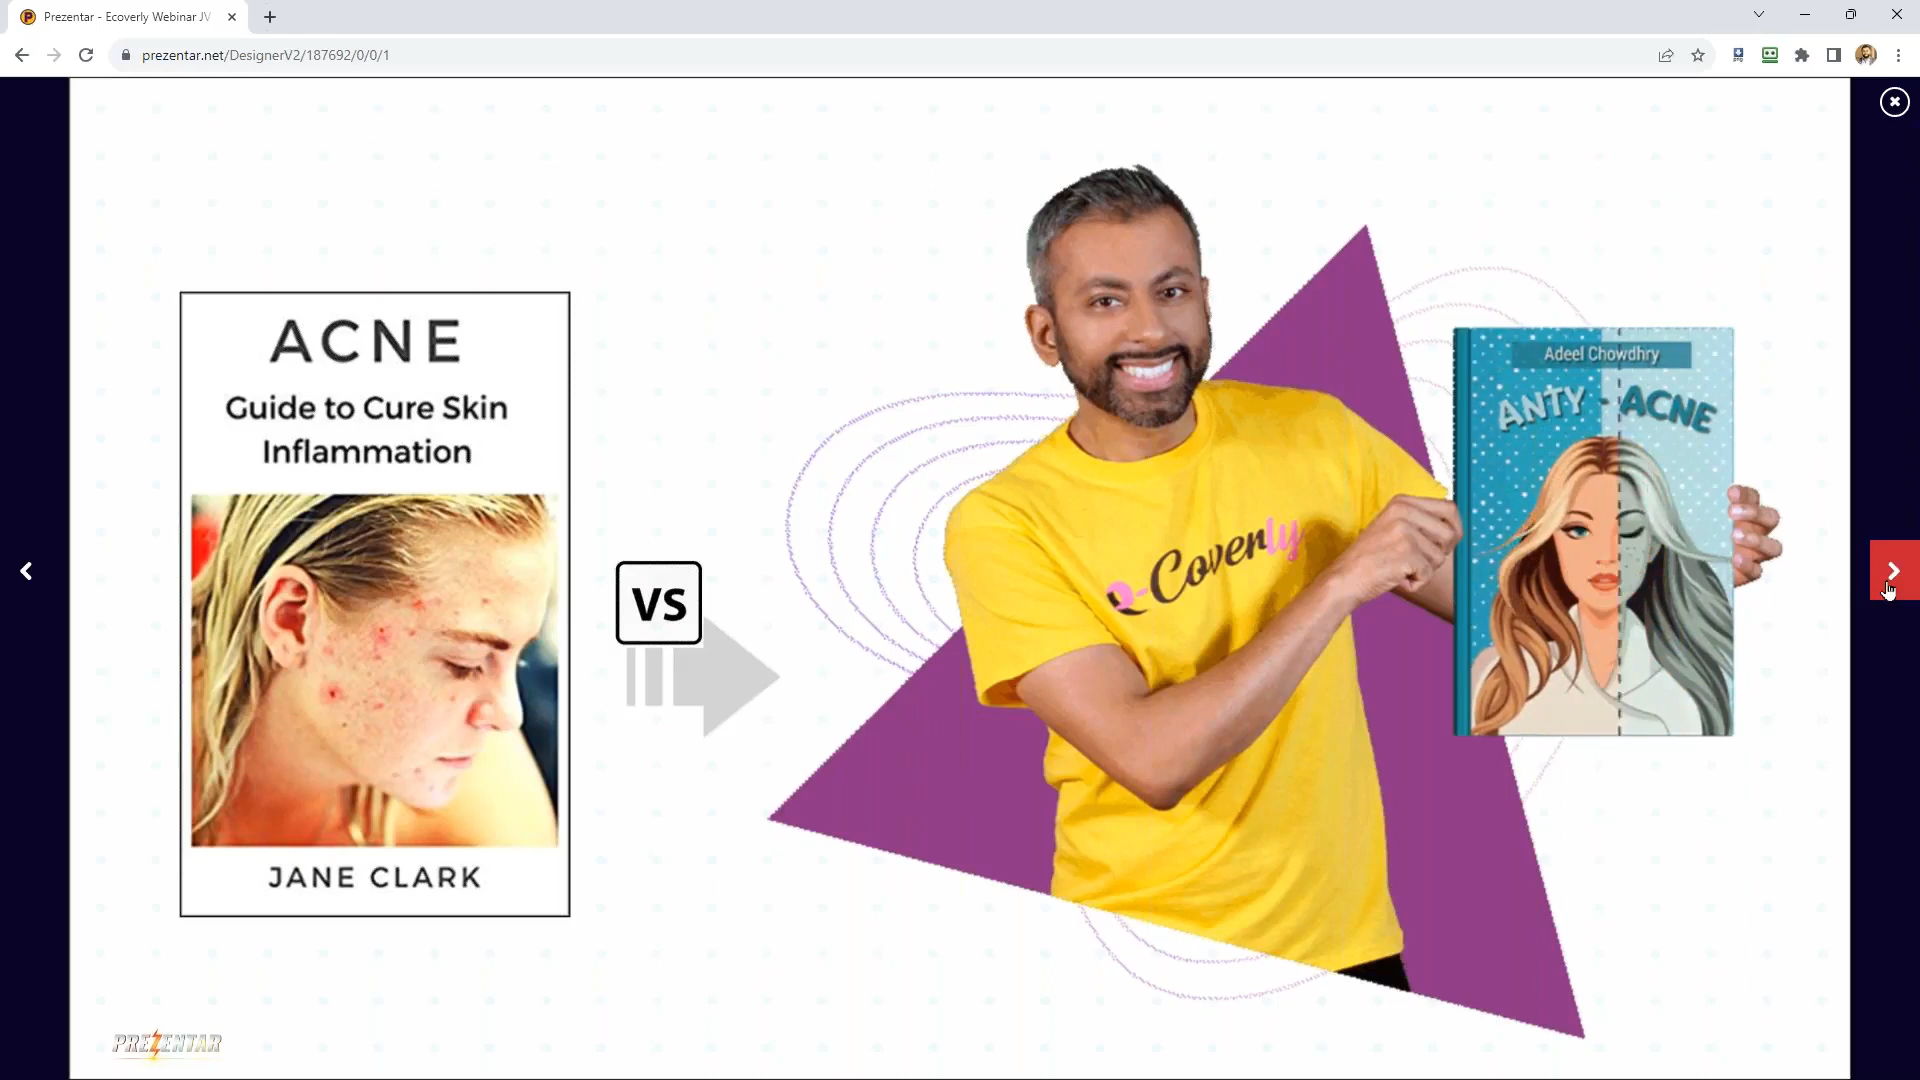 Prezentar - Ecoverly Webinar JV
prezentar.net/DesignerV2/187692/0/0/1
ACNE
Guide to Cure Skin
Inflammation
JANE CLARK
VS
e-Coverly
Adeel Chowdhry
ANTY - ACNE
PREZENTAR